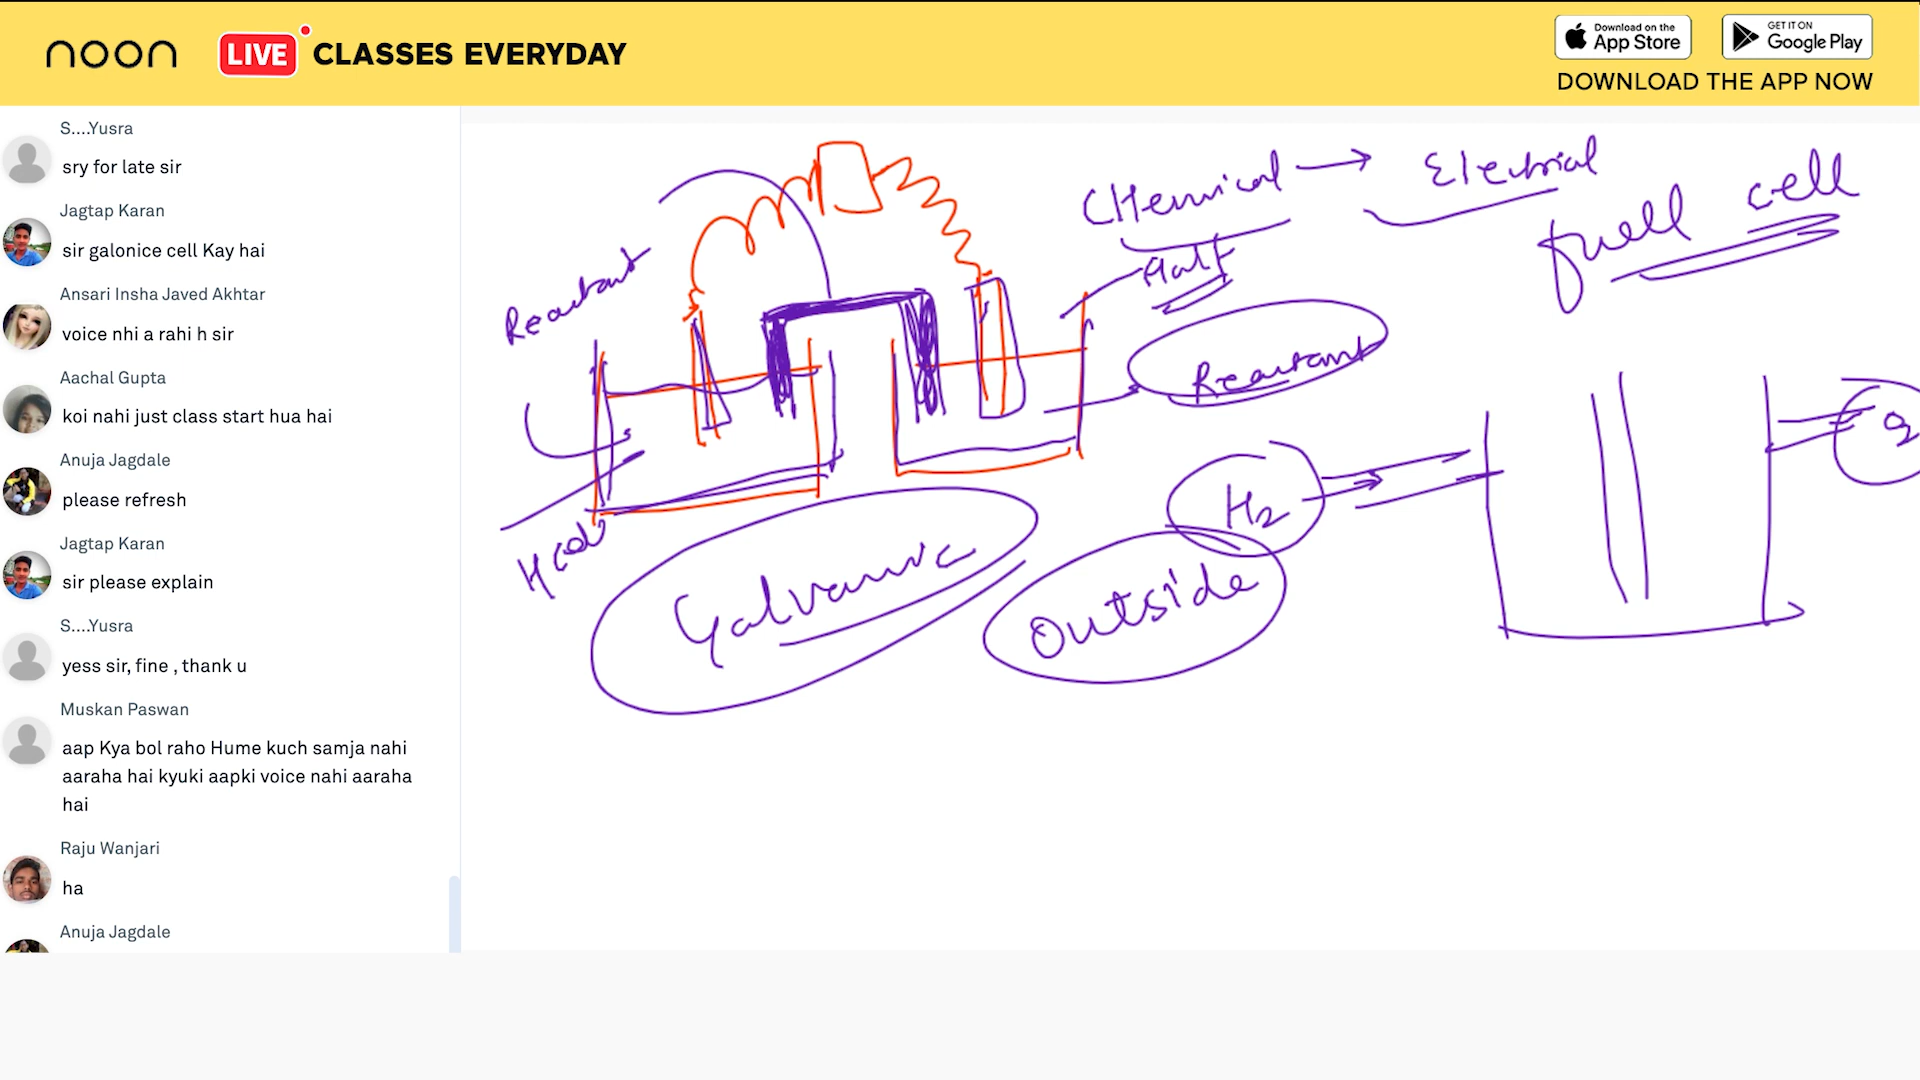 noon LIVE CLASSES EVERYDAY
Download on the App Store
GET IT ON Google Play
DOWNLOAD THE APP NOW
S....Yusra
sry for late sir
Jagtap Karan
sir galonice cell Kay hai
Ansari Insha Javed Akhtar
voice nhi a rahi h sir
Aachal Gupta
koi nahi just class start hua hai
Anuja Jagdale
please refresh
Jagtap Karan
sir please explain
S....Yusra
yess sir, fine , thank u
Muskan Paswan
aap Kya bol raho Hume kuch samja nahi
aaraha hai kyuki aapki voice nahi aaraha
hai
Raju Wanjari
ha
Anuja Jagdale
Chemical → Electrical
fuell cell
Half
Reactant
Reactant
H2
Galvanic
Outside